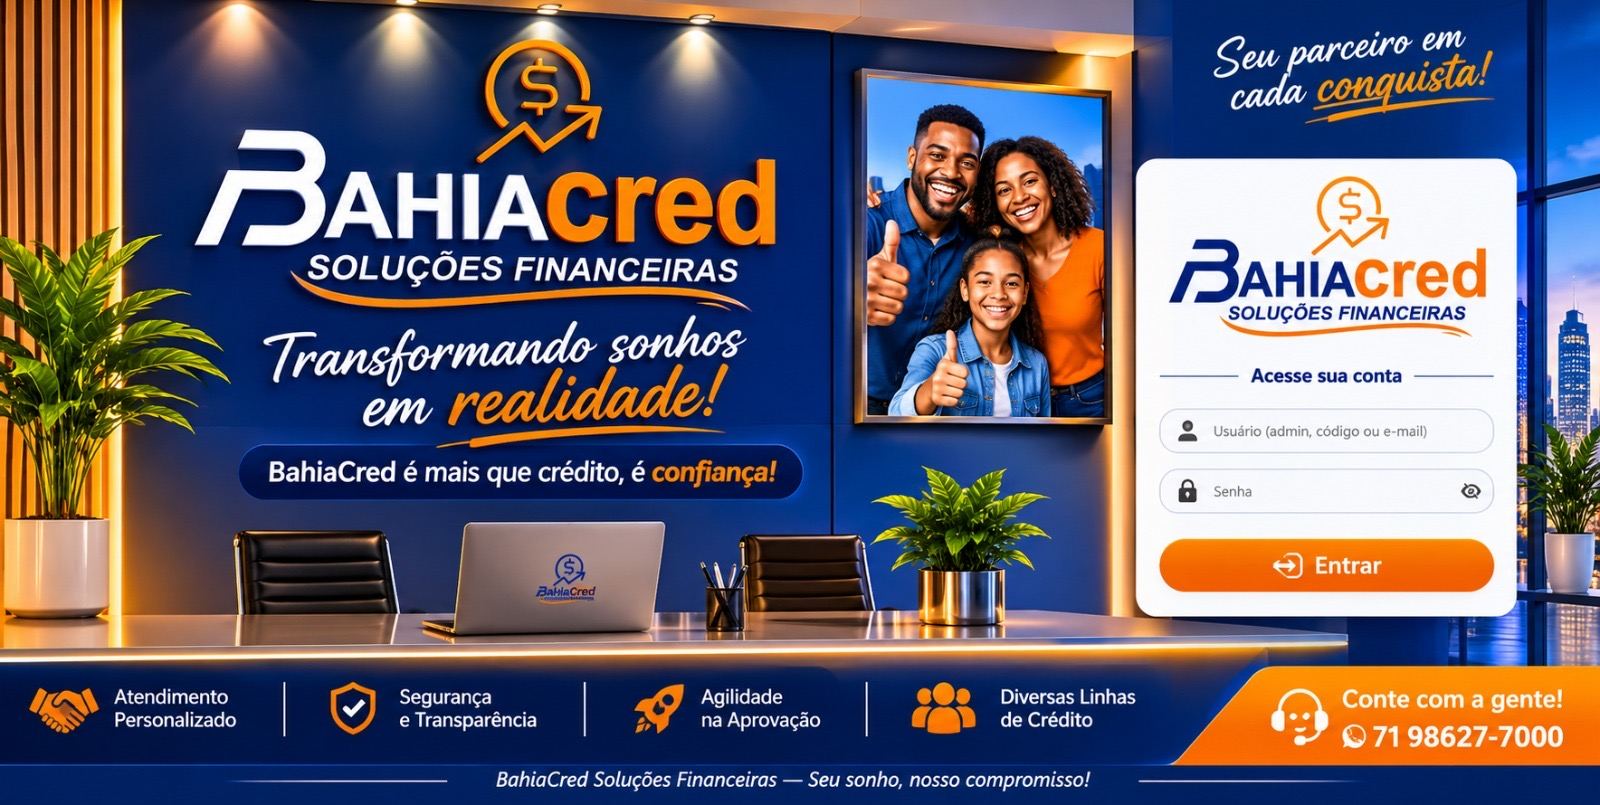 BAHIACred
SOLUÇÕES FINANCEIRAS
Transformando sonhos
em realidade!
BahiaCred é mais que crédito, é confiança!
BahiaCred
Seu parceiro em
cada conquista!
BAHIACred
SOLUÇÕES FINANCEIRAS
Acesse sua conta
Usuário (admin, código ou e-mail)
Senha
Entrar
Atendimento
Personalizado
Segurança
e Transparência
Agilidade
na Aprovação
Diversas Linhas
de Crédito
Conte com a gente!
71 98627-7000
BahiaCred Soluções Financeiras — Seu sonho, nosso compromisso!